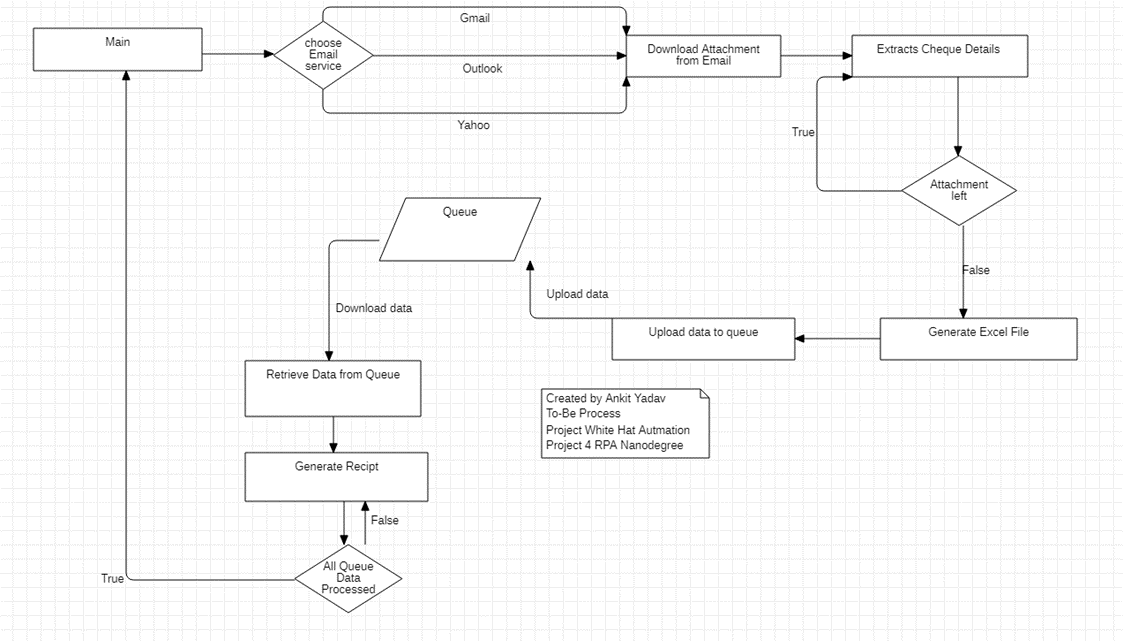 Main
choose
Email
service
Gmail
Outlook
Yahoo
Download Attachment
from Email
Extracts Cheque Details
True
Attachment
left
False
Generate Excel File
Upload data to queue
Upload data
Queue
Download data
Retrieve Data from Queue
Generate Recipt
False
All Queue
Data
Processed
True
Created by Ankit Yadav
To-Be Process
Project White Hat Autmation
Project 4 RPA Nanodegree